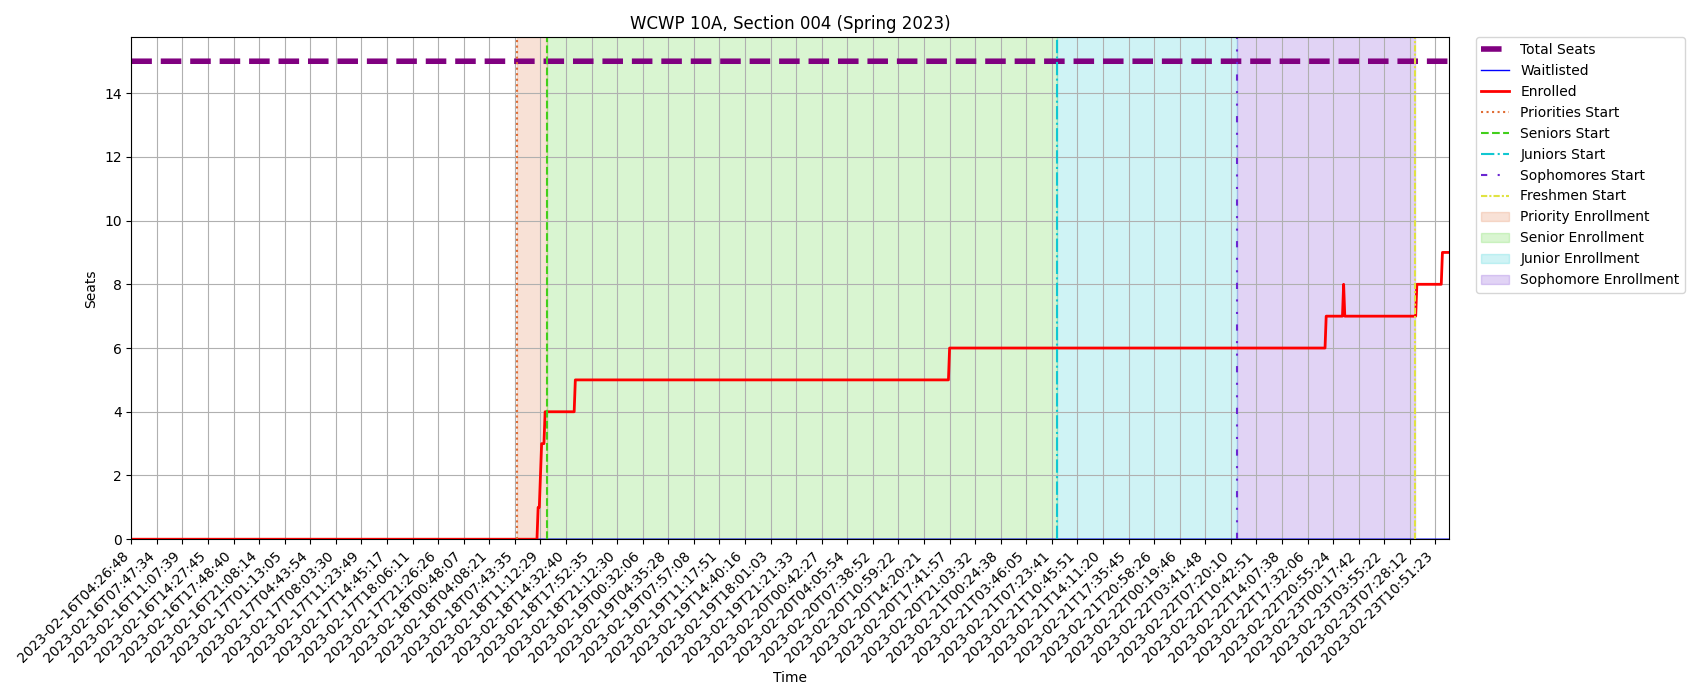 WCWP 10A, Section 004 (Spring 2023)
Total Seats
Waitlisted
Enrolled
Priorities Start
Seniors Start
Juniors Start
Sophomores Start
Freshmen Start
Priority Enrollment
Senior Enrollment
Junior Enrollment
Sophomore Enrollment
Seats
14
12
10
8
6
4
2
0
2023-02-16T04:26:48
2023-02-16T07:47:34
2023-02-16T11:07:39
2023-02-16T14:27:45
2023-02-16T17:48:40
2023-02-16T21:08:14
2023-02-17T01:13:05
2023-02-17T04:43:54
2023-02-17T08:03:30
2023-02-17T11:23:49
2023-02-17T14:45:17
2023-02-17T18:06:11
2023-02-17T21:26:26
2023-02-18T00:48:07
2023-02-18T04:08:21
2023-02-18T07:43:35
2023-02-18T11:12:29
2023-02-18T14:32:40
2023-02-18T17:52:35
2023-02-18T21:12:30
2023-02-19T00:32:06
2023-02-19T04:35:28
2023-02-19T07:57:08
2023-02-19T11:17:51
2023-02-19T14:40:16
2023-02-19T18:01:03
2023-02-19T21:21:33
2023-02-20T00:42:27
2023-02-20T04:05:54
2023-02-20T07:38:52
2023-02-20T10:59:22
2023-02-20T14:20:21
2023-02-20T17:41:57
2023-02-20T21:03:32
2023-02-21T00:24:38
2023-02-21T03:46:05
2023-02-21T07:23:41
2023-02-21T10:45:51
2023-02-21T14:11:20
2023-02-21T17:35:45
2023-02-21T20:58:26
2023-02-22T00:19:46
2023-02-22T03:41:48
2023-02-22T07:20:10
2023-02-22T10:42:51
2023-02-22T14:07:38
2023-02-22T17:32:06
2023-02-22T20:55:24
2023-02-23T00:17:42
2023-02-23T03:55:22
2023-02-23T07:28:12
2023-02-23T10:51:23
Time